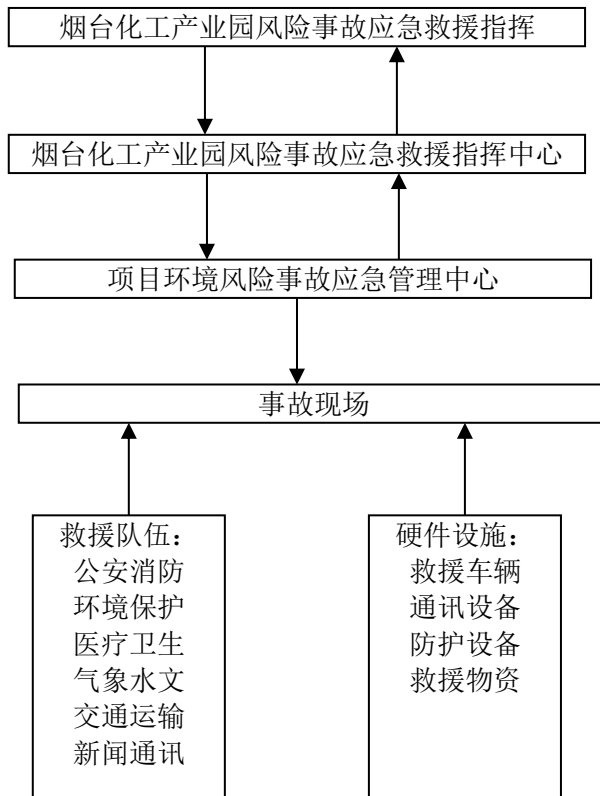 烟台化工产业园风险事故应急救援指挥
烟台化工产业园风险事故应急救援指挥中心
项目环境风险事故应急管理中心
事故现场
救援队伍：
公安消防
环境保护
医疗卫生
气象水文
交通运输
新闻通讯
硬件设施：
救援车辆
通讯设备
防护设备
救援物资